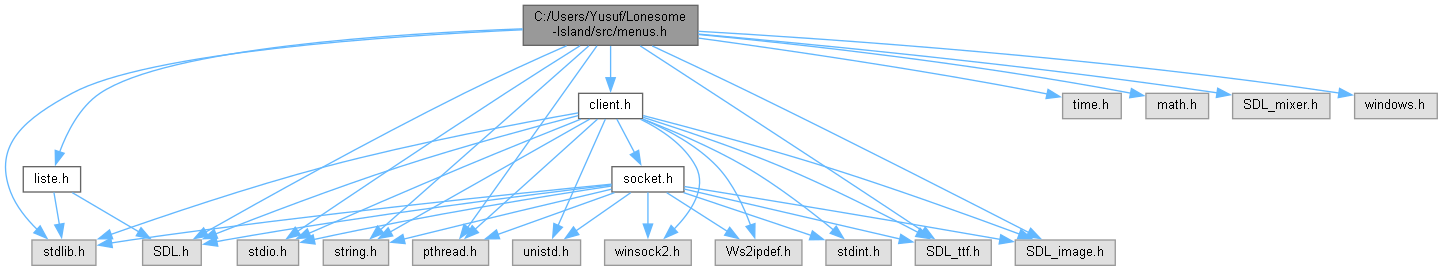 C:/Users/Yusuf/Lonesome
-Island/src/menus.h
client.h
time.h
math.h
SDL_mixer.h
windows.h
liste.h
socket.h
stdlib.h
SDL.h
stdio.h
string.h
pthread.h
unistd.h
winsock2.h
Ws2ipdef.h
stdint.h
SDL_ttf.h
SDL_image.h